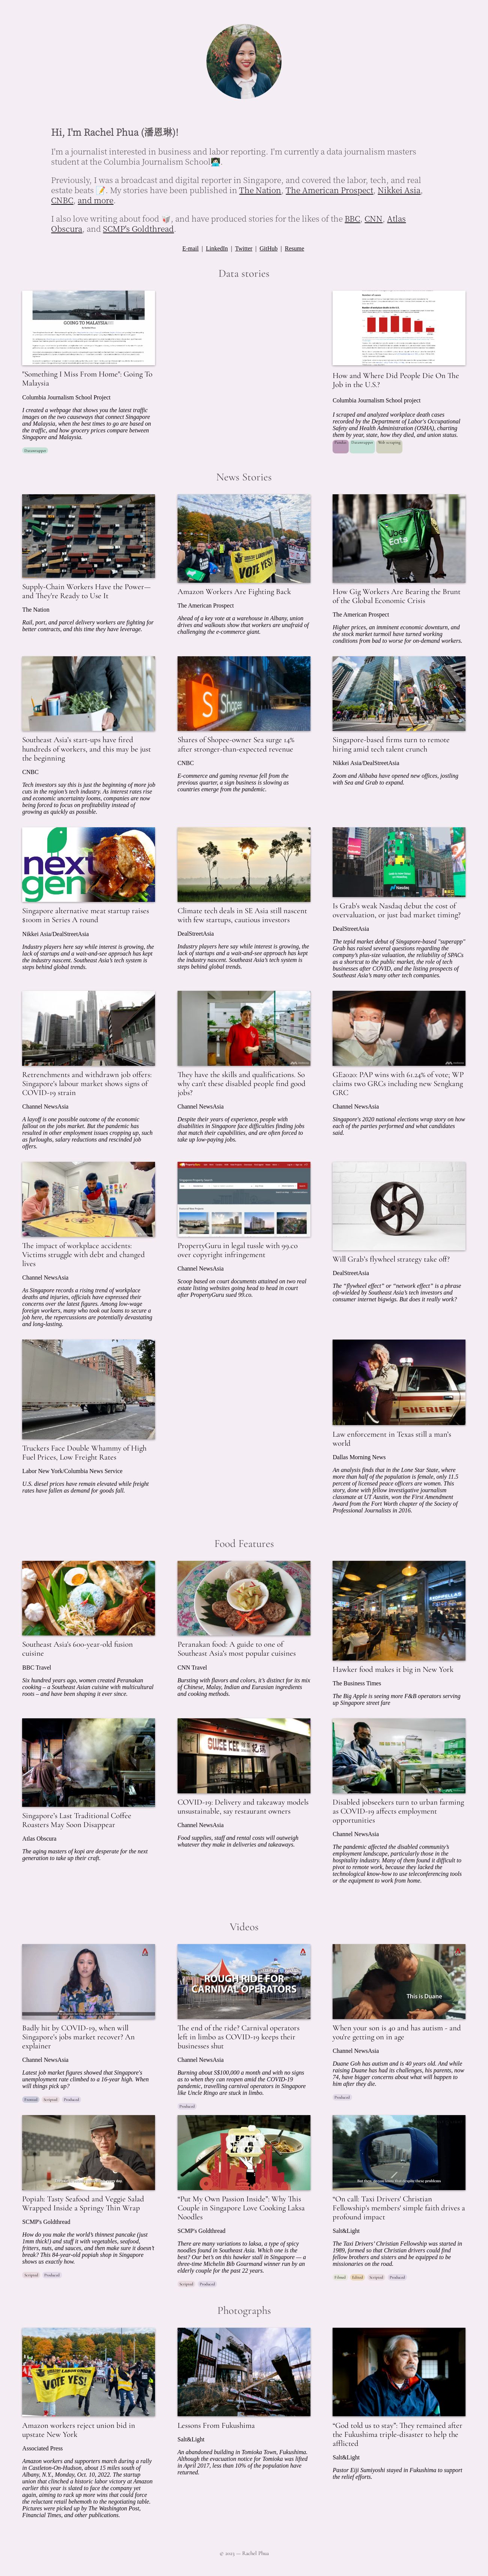 Hi, I'm Rachel Phua (潘恩琳)!
I'm a journalist interested in business and labor reporting. I'm currently a data journalism masters
student at the Columbia Journalism School
Previously, I was a broadcast and digital reporter in Singapore, and covered the labor, tech, and real
estate beats. My stories have been published in The Nation, The American Prospect, Nikkei Asia,
CNBC, and more.
I also love writing about food, and have produced stories for the likes of the BBC, CNN, Atlas
Obscura, and SCMP's Goldthread.
E-mail | LinkedIn | Twitter | GitHub | Resume
Data stories
GOING TO MALAYSIA
"Something I Miss From Home": Going To
Malaysia
Columbia Journalism School Project
I created a webpage that shows you the latest traffic
images on the two causeways between Singapore
and Malaysia, when the best times to go are based on
the traffic, and how grocery prices compare between
Singapore and Malaysia.
Datawrapper
How and Where Did People Die On The
Job in the U.S.?
Columbia Journalism School project
I scraped and analyzed workplace death cases
recorded by the Department of Labor's Occupational
Safety and Health Administration (OSHA), charting
them by year, state, how they died, and union status.
Pandas Datawrapper Web scraping
News Stories
Supply-Chain Workers Have the Power—
and They're Ready to Use It
The Nation
Rail, port, and parcel delivery workers are fighting for
better contracts, and this time they have leverage.
VOTE YES!
Amazon Workers Are Fighting Back
The American Prospect
Ahead of a key vote at a warehouse in Albany, union
drives and walkouts show that workers are unafraid of
challenging the e-commerce giant.
Uber
Eats
How Gig Workers Are Bearing the Brunt
of the Global Economic Crisis
The American Prospect
Higher prices, an imminent economic downturn, and
the stock market turmoil have turned working
conditions from bad to worse for on-demand workers.
Southeast Asia's start-ups have fired
hundreds of workers, and this may be just
the beginning
CNBC
Tech investors say this is just the beginning of more job
cuts in the region's tech industry. As interest rates rise
and economic uncertainty looms, companies are now
being forced to focus on profitability instead of
growing as quickly as possible.
Shares of Shopee-owner Sea surge 14%
after stronger-than-expected revenue
CNBC
E-commerce and gaming revenue fell from the
previous quarter, a sign business is slowing as
countries emerge from the pandemic.
Singapore-based firms turn to remote
hiring amid tech talent crunch
Nikkei Asia/DealStreetAsia
Zoom and Alibaba have opened new offices, jostling
with Sea and Grab to expand.
next
gen
Singapore alternative meat startup raises
$100m in Series A round
Nikkei Asia/DealStreetAsia
Industry players here say while interest is growing, the
lack of startups and a wait-and-see approach has kept
the industry nascent. Southeast Asia's tech system is
steps behind global trends.
Climate tech deals in SE Asia still nascent
with few startups, cautious investors
DealStreetAsia
Industry players here say while interest is growing, the
lack of startups and a wait-and-see approach has kept
the industry nascent. Southeast Asia's tech system is
steps behind global trends.
Is Grab's weak Nasdaq debut the cost of
overvaluation, or just bad market timing?
DealStreetAsia
The tepid market debut of Singapore-based "superapp"
Grab has raised several questions regarding the
company's plus-size valuation, the reliability of SPACs
as a shortcut to the public market, the role of tech
businesses after COVID, and the listing prospects of
Southeast Asia's many other tech companies.
Retrenchments and withdrawn job offers:
Singapore's labour market shows signs of
COVID-19 strain
Channel NewsAsia
A layoff is one possible outcome of the economic
fallout on the jobs market. But the pandemic has
resulted in other employment issues cropping up, such
as furloughs, salary reductions and rescinded job
offers.
They have the skills and qualifications. So
why can't these disabled people find good
jobs?
Channel NewsAsia
Despite their years of experience, people with
disabilities in Singapore face difficulties finding jobs
that match their capabilities, and are often forced to
take up low-paying jobs.
GE2020: PAP wins with 61.24% of vote; WP
claims two GRCs including new Sengkang
GRC
Channel NewsAsia
Singapore's 2020 national elections wrap story on how
each of the parties performed and what candidates
said.
The impact of workplace accidents:
Victims struggle with debt and changed
lives
Channel NewsAsia
As Singapore records a rising trend of workplace
deaths and injuries, officials have expressed their
concerns over the latest figures. Among low-wage
foreign workers, many who took out loans to secure a
job here, the repercussions are potentially devastating
and long-lasting.
PropertyGuru in legal tussle with 99.co
over copyright infringement
Channel NewsAsia
Scoop based on court documents attained on two real
estate listing websites going head to head in court
after PropertyGuru sued 99.co.
Will Grab's flywheel strategy take off?
DealStreetAsia
The "flywheel effect" or "network effect" is a phrase
oft-wielded by Southeast Asia's tech investors and
consumer internet bigwigs. But does it really work?
Truckers Face Double Whammy of High
Fuel Prices, Low Freight Rates
Labor New York/Columbia News Service
U.S. diesel prices have remain elevated while freight
rates have fallen as demand for goods fall.
SHERIFF
Law enforcement in Texas still a man's
world
Dallas Morning News
An analysis finds that in the Lone Star State, where
more than half of the population is female, only 11.5
percent of licensed peace officers are women. This
story, done with fellow investigative journalism
classmate at UT Austin, won the First Amendment
Award from the Fort Worth chapter of the Society of
Professional Journalists in 2016.
Food Features
Southeast Asia's 600-year-old fusion
cuisine
BBC Travel
Six hundred years ago, women created Peranakan
cooking – a Southeast Asian cuisine with multicultural
roots – and have been shaping it ever since.
Peranakan food: A guide to one of
Southeast Asia's most popular cuisines
CNN Travel
Bursting with flavors and colors, it's distinct for its mix
of Chinese, Malay, Indian and Eurasian ingredients
and cooking methods.
Hawker food makes it big in New York
The Business Times
The Big Apple is seeing more F&B operators serving
up Singapore street fare
Singapore's Last Traditional Coffee
Roasters May Soon Disappear
Atlas Obscura
The aging masters of kopi are desperate for the next
generation to take up their craft.
GUIXEE KEE
COVID-19: Delivery and takeaway models
unsustainable, say restaurant owners
Channel NewsAsia
Food supplies, staff and rental costs will outweigh
whatever they make in deliveries and takeaways.
Disabled jobseekers turn to urban farming
as COVID-19 affects employment
opportunities
Channel NewsAsia
The pandemic affected the disabled community's
employment landscape, particularly those in the
hospitality industry. Many of them found it difficult to
pivot to remote work, because they lacked the
technological know-how to use teleconferencing tools
or the equipment to work from home.
Videos
Badly hit by COVID-19, when will
Singapore's jobs market recover? An
explainer
Channel NewsAsia
Latest job market figures showed that Singapore's
unemployment rate climbed to a 16-year high. When
will things pick up?
Scripted Produced
ROUGH RIDE FOR
CARNIVAL OPERATORS
The end of the ride? Carnival operators
left in limbo as COVID-19 keeps their
businesses shut
Channel NewsAsia
Burning about S$100,000 a month and with no signs
as to when they can reopen amid the COVID-19
pandemic, travelling carnival operators in Singapore
like Uncle Ringo are stuck in limbo.
Produced
This is Duane
When your son is 40 and has autism - and
you're getting on in age
Channel NewsAsia
Duane Goh has autism and is 40 years old. And while
raising Duane has had its challenges, his parents, now
74, have bigger concerns about what will happen to
him after they die.
Produced
Popiah: Tasty Seafood and Veggie Salad
Wrapped Inside a Springy Thin Wrap
SCMP's Goldthread
How do you make the world's thinnest pancake (just
1mm thick!) and stuff it with vegetables, seafood,
fritters, nuts, and sauces, and then make sure it doesn't
break? This 84-year-old popiah shop in Singapore
shows us exactly how.
Scripted Produced
"Put My Own Passion Inside": Why This
Couple in Singapore Love Cooking Laksa
Noodles
SCMP's Goldthread
There are many variations to laksa, a type of spicy
noodles found in Southeast Asia. Which one is the
best? Our bet's on this hawker stall in Singapore — a
three-time Michelin Bib Gourmand winner run by an
elderly couple for the past 22 years.
Scripted Produced
"On call: Taxi Drivers' Christian
Fellowship's members' simple faith drives a
profound impact
Salt&Light
The Taxi Drivers' Christian Fellowship was started in
1989, formed so that Christian drivers could find
fellow brothers and sisters and be equipped to be
missionaries on the road.
Filmed Edited Scripted Produced
Photographs
VOTE YES!
Amazon workers reject union bid in
upstate New York
Associated Press
Amazon workers and supporters march during a rally
in Castleton-On-Hudson, about 15 miles south of
Albany, N.Y., Monday, Oct. 10, 2022. The startup
union that clinched a historic labor victory at Amazon
earlier this year is slated to face the company yet
again, aiming to rack up more wins that could force
the reluctant retail behemoth to the negotiating table.
Pictures were picked up by The Washington Post,
Financial Times, and other publications.
Lessons From Fukushima
Salt&Light
An abandoned building in Tomioka Town, Fukushima.
Although the evacuation notice for Tomioka was lifted
in April 2017, less than 10% of the population have
returned.
"God told us to stay": They remained after
the Fukushima triple-disaster to help the
afflicted
Salt&Light
Pastor Eiji Sumiyoshi stayed in Fukushima to support
the relief efforts.
© 2023 — Rachel Phua